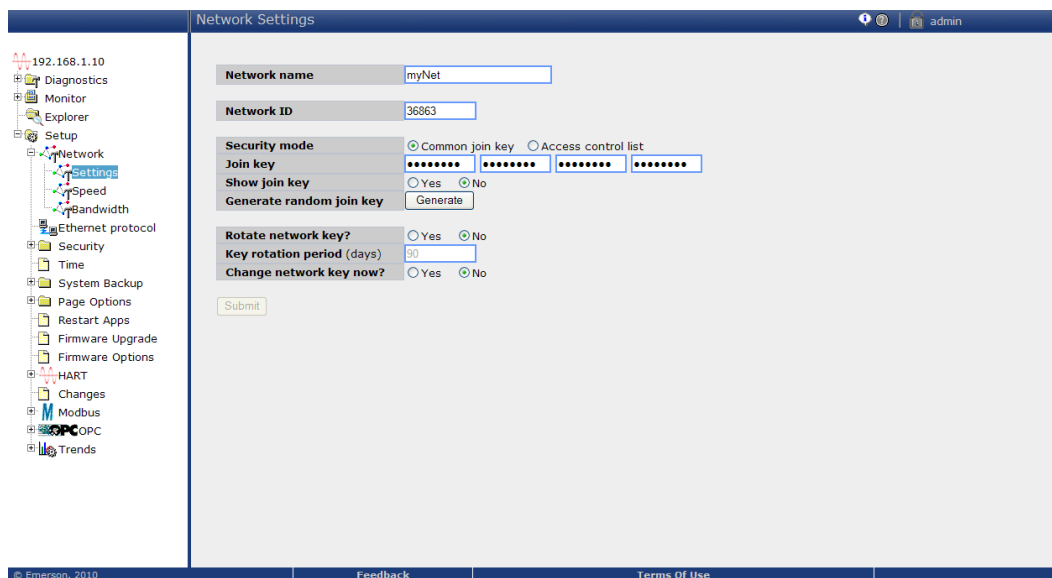 Network Settings
admin
192.168.1.10
Diagnostics
Monitor
Explorer
Setup
Network
Settings
Speed
Bandwidth
Ethernet protocol
Security
Time
System Backup
Page Options
Restart Apps
Firmware Upgrade
Firmware Options
HART
Changes
M Modbus
OPC OPC
Trends
Network name myNet
Network ID 36863
Security mode Common join key Access control list
Join key •••••••• •••••••• •••••••• ••••••••
Show join key Yes No
Generate random join key Generate
Rotate network key? Yes No
Key rotation period (days) 90
Change network key now? Yes No
Submit
© Emerson, 2010 Feedback Terms Of Use